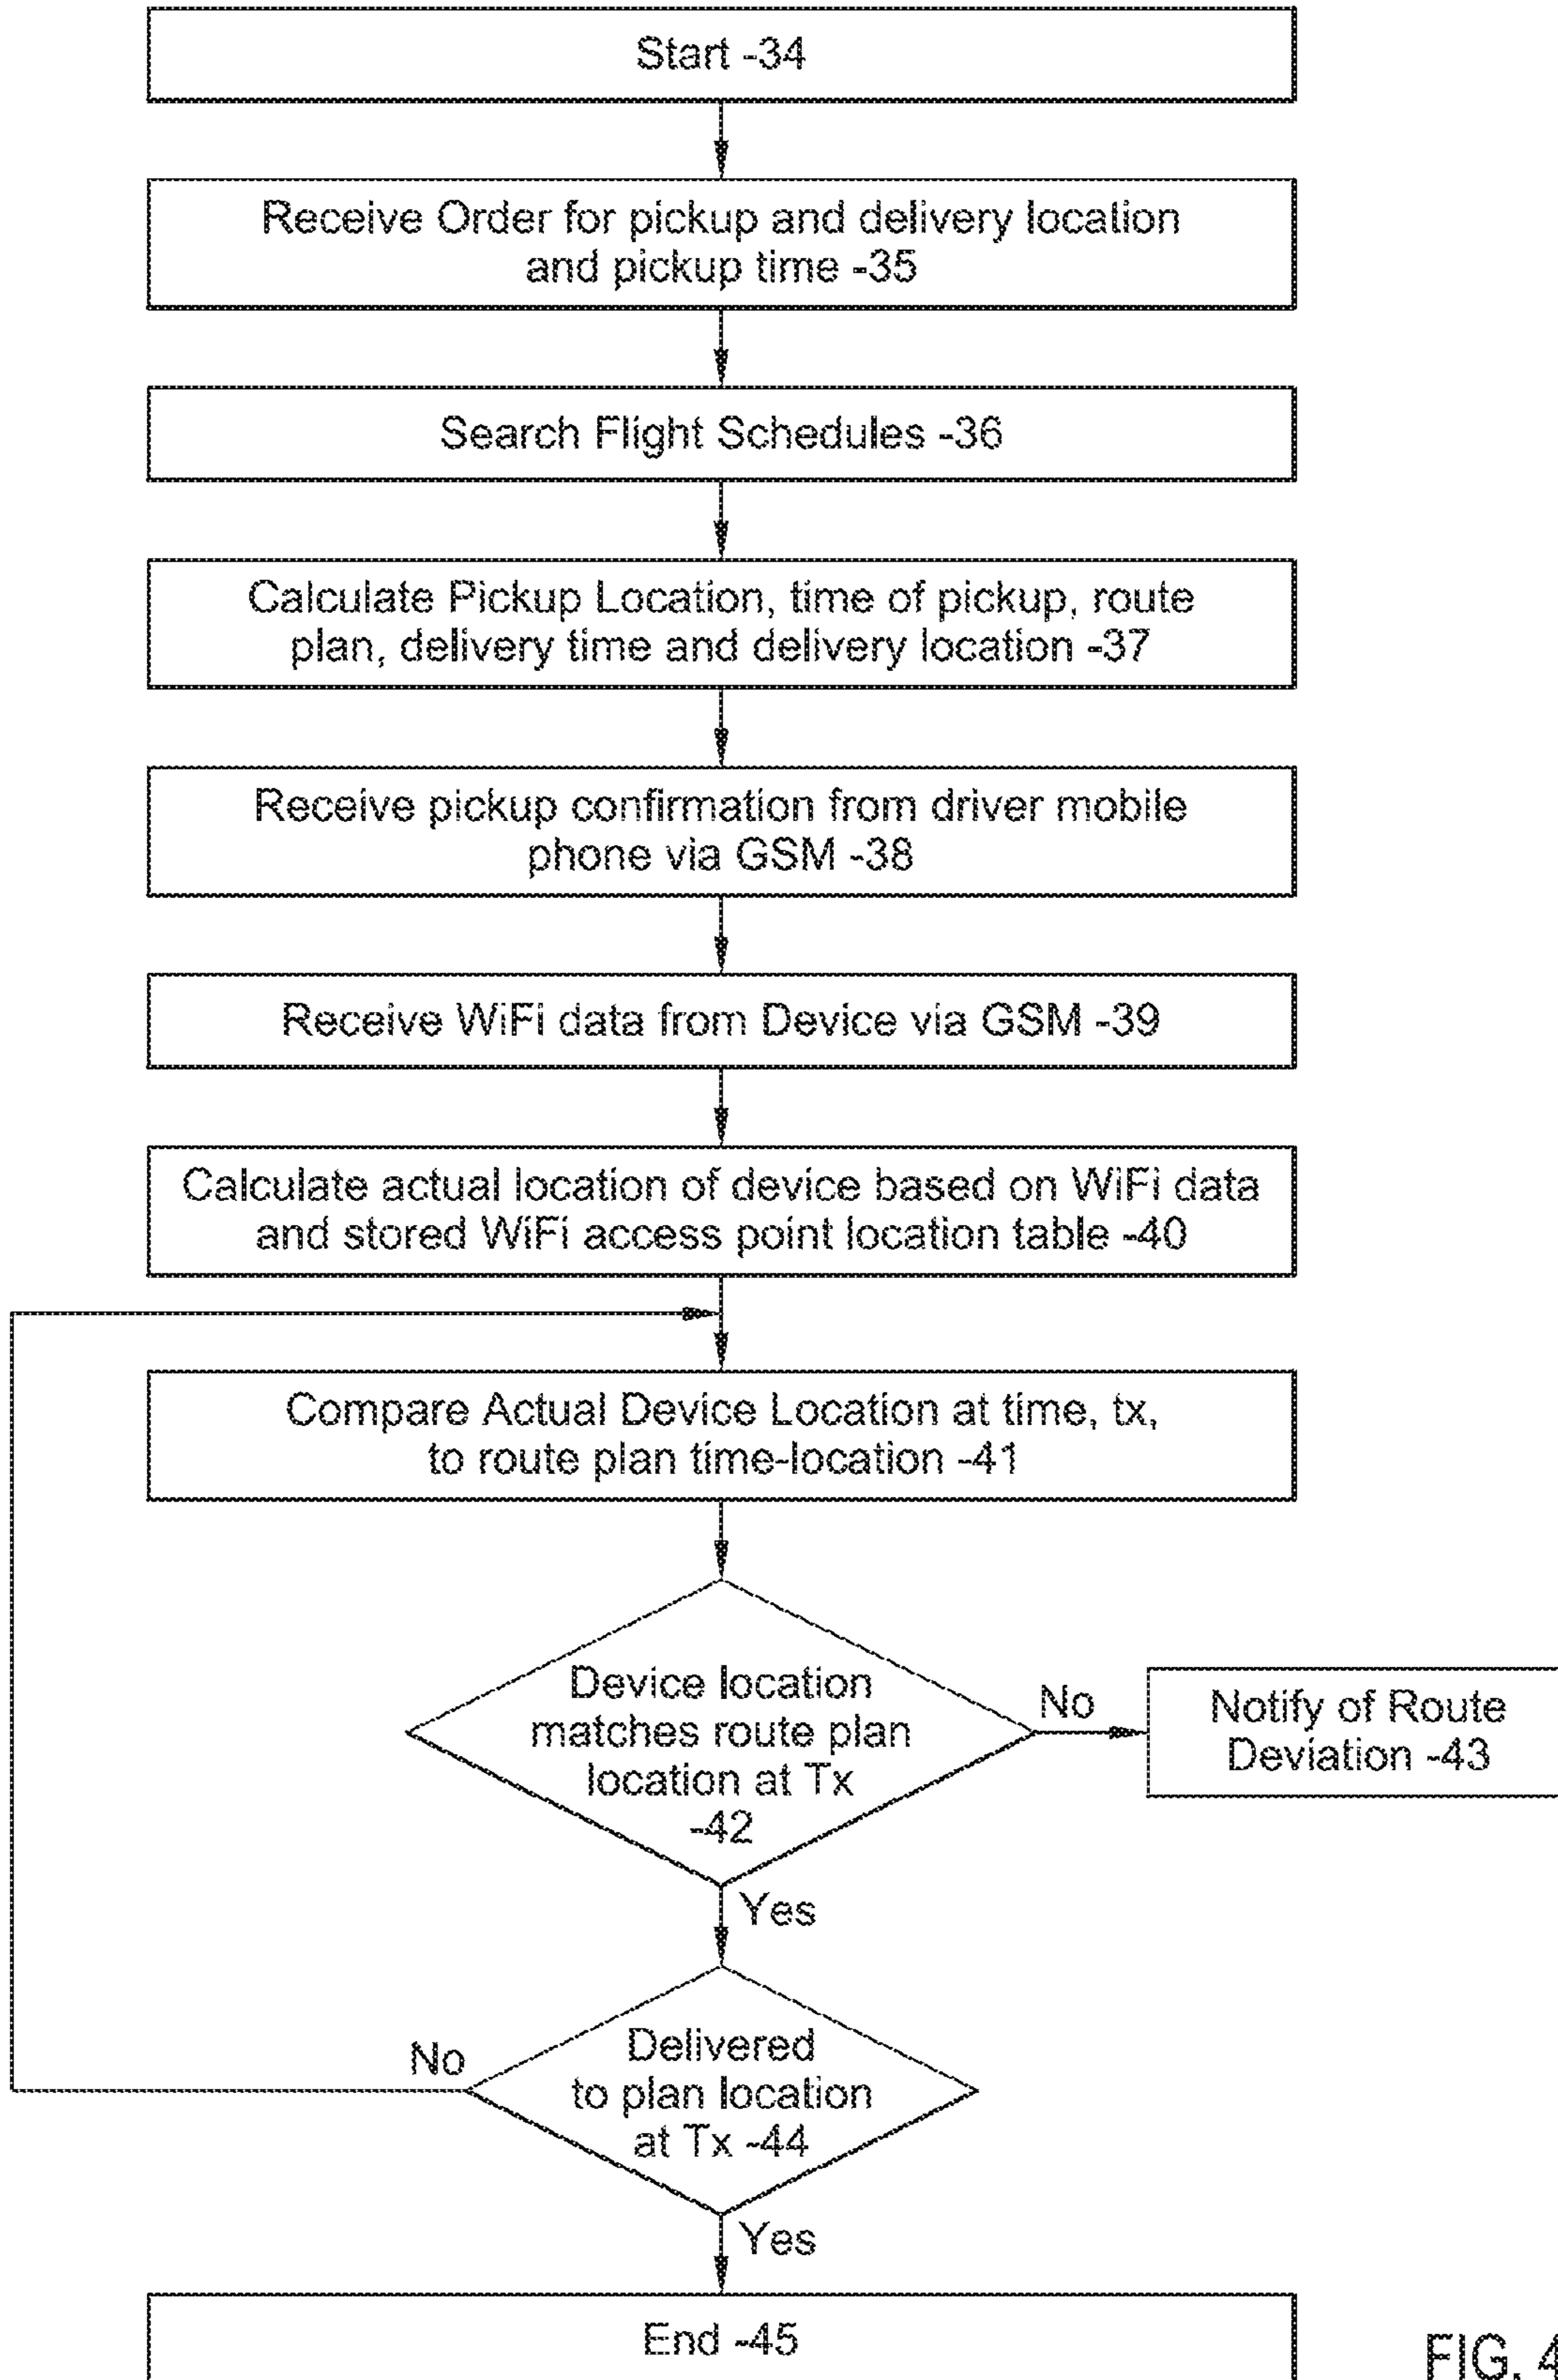 Start -34
Receive Order for pickup and delivery location
and pickup time -35
Search Flight Schedules -36
Calculate Pickup Location, time of pickup, route
plan, delivery time and delivery location -37
Receive pickup confirmation from driver mobile
phone via GSM -38
Receive WiFi data from Device via GSM -39
Calculate actual location of device based on WiFi data
and stored WiFi access point location table -40
Compare Actual Device Location at time, tx,
to route plan time-location -41
Device location
matches route plan
location at Tx
-42
No
Notify of Route
Deviation -43
Yes
Delivered
to plan location
at Tx -44
No
Yes
End -45
FIG. 4